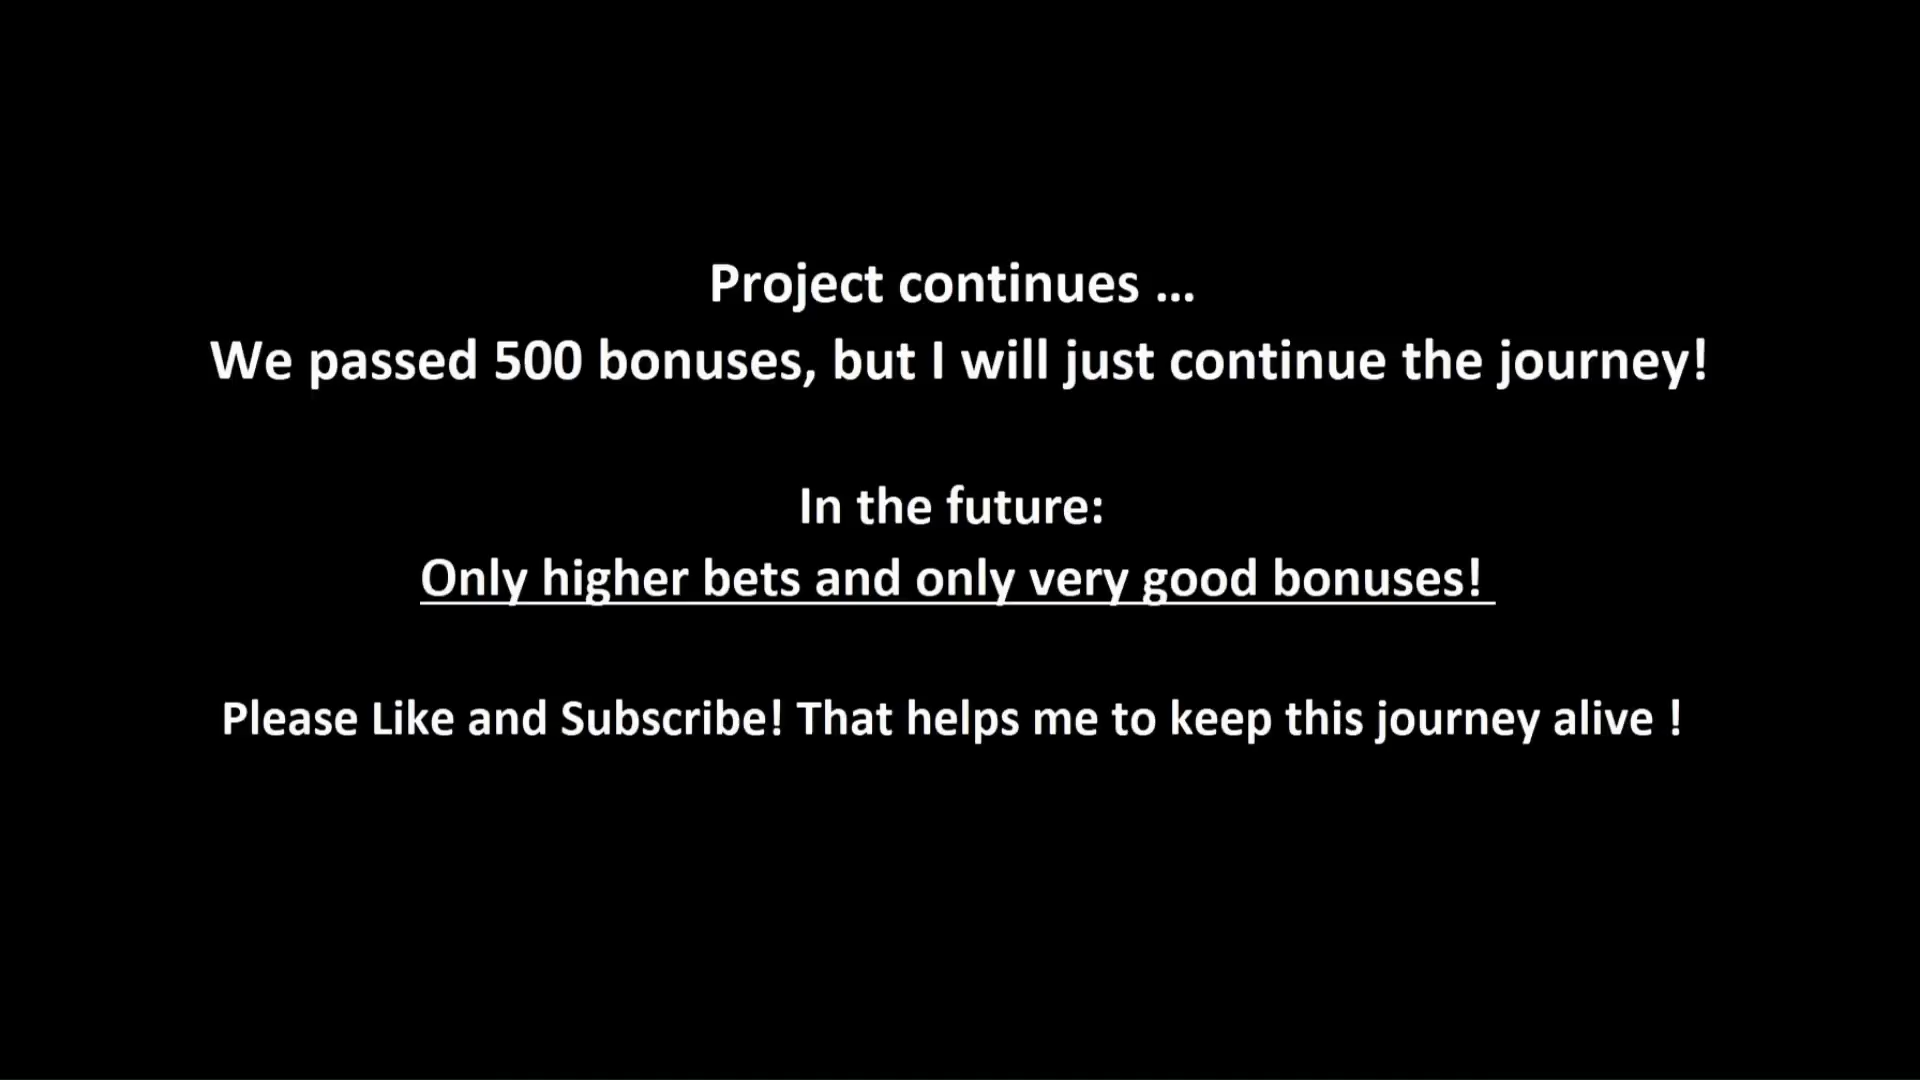 Project continues ...
We passed 500 bonuses, but I will just continue the journey!
In the future:
Only higher bets and only very good bonuses!
Please Like and Subscribe! That helps me to keep this journey alive !